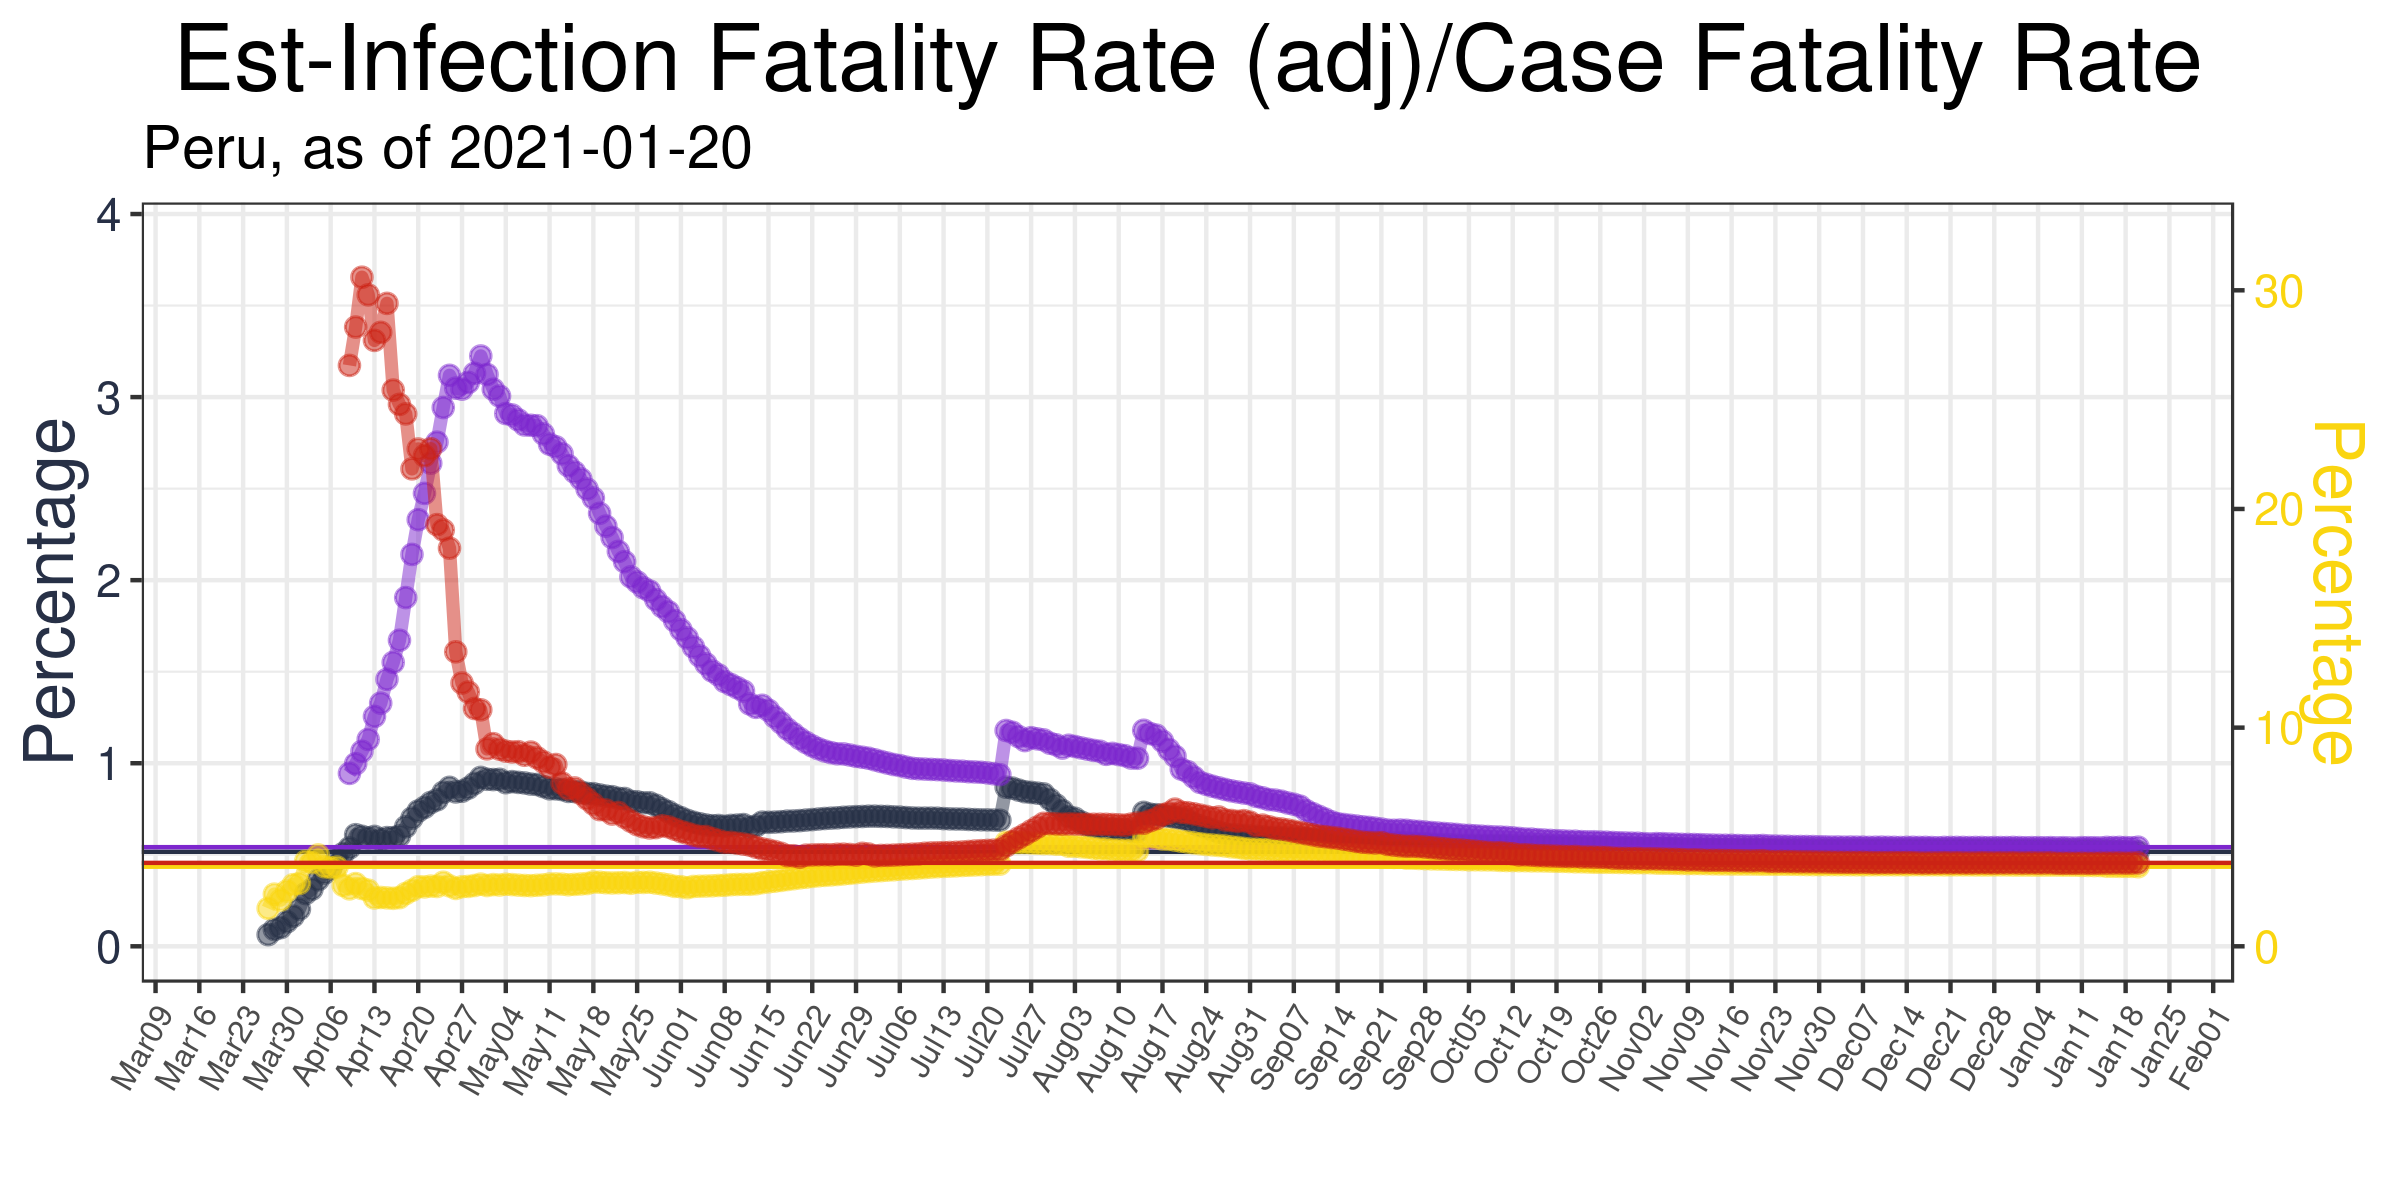 Est-Infection Fatality Rate (adj)/Case Fatality Rate
Peru, as of 2021-01-20
Percentage
4
3
2
1
0
30
20
10
0
Percentage
Mar09 Mar16 Mar23 Mar30 Apr06 Apr13 Apr20 Apr27 May04 May11 May18 May25 Jun01 Jun08 Jun15 Jun22 Jun29 Jul06 Jul13 Jul20 Jul27 Aug03 Aug10 Aug17 Aug24 Aug31 Sep07 Sep14 Sep21 Sep28 Oct05 Oct12 Oct19 Oct26 Nov02 Nov09 Nov16 Nov23 Nov30 Dec07 Dec14 Dec21 Dec28 Jan04 Jan11 Jan18 Jan25 Feb01